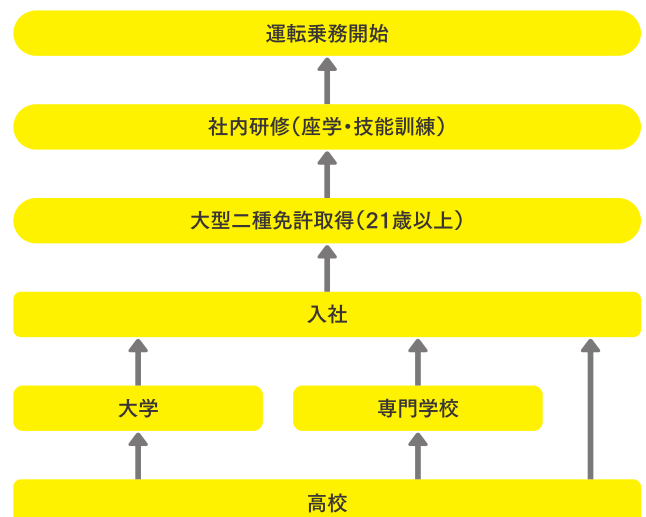 運転乗務開始
社内研修（座学・技能訓練）
大型二種免許取得（21歳以上）
入社
大学
専門学校
高校